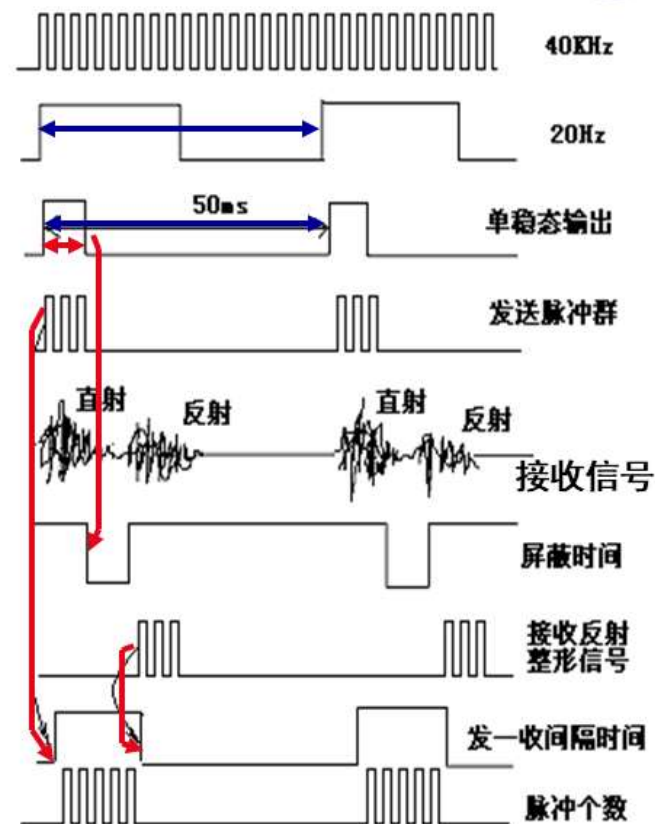 40KHz
20Hz
50ms
单稳态输出
发送脉冲群
直射
反射
直射
反射
接收信号
屏蔽时间
接收反射
整形信号
发一收间隔时间
脉冲个数